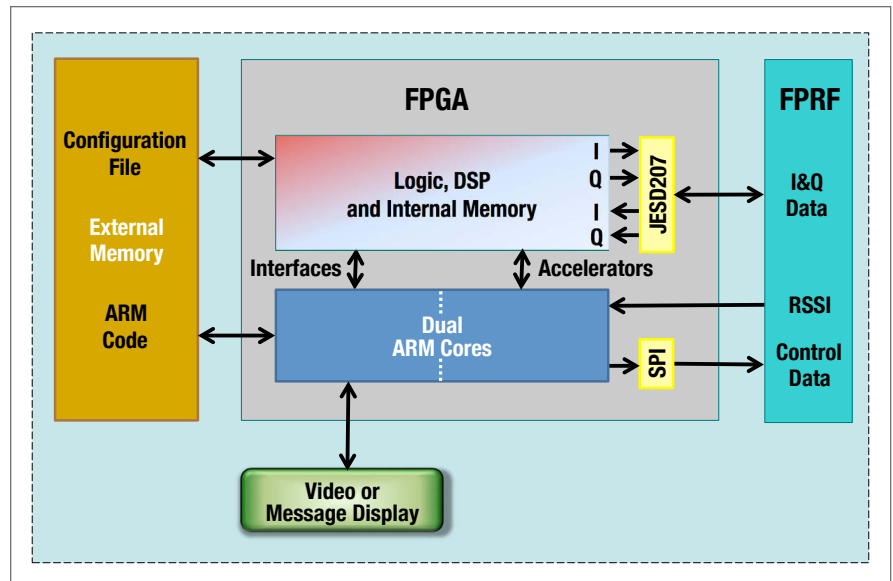 FPGA
FPRF
Configuration
File
External
Memory
ARM
Code
Logic, DSP
and Internal Memory
I
Q
I
Q
JESD207
I&Q
Data
Interfaces
Accelerators
Dual
ARM Cores
RSSI
SPI
Control
Data
Video or
Message Display